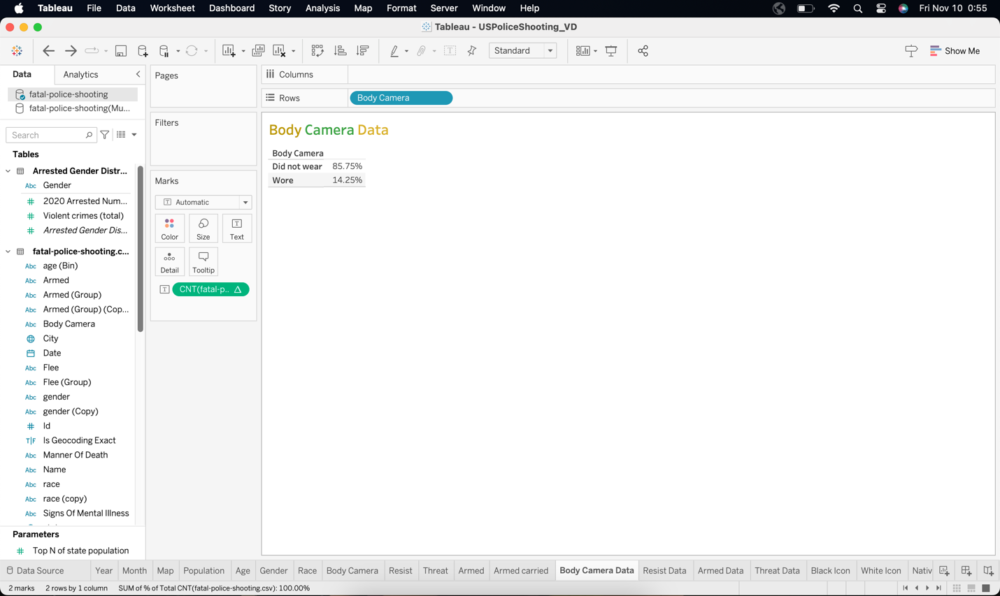 Tableau File Data Worksheet Dashboard Story Analysis Map Format Server Window Help Fri Nov 10 0:55
Tableau - USPoliceShooting_VD
Standard Show Me
Data Analytics
fatal-police-shooting
fatal-police-shooting(Mu...
Search
Tables
Arrested Gender Distr...
Abc Gender
2020 Arrested Num...
Violent crimes (total)
Arrested Gender Dis...
fatal-police-shooting.c...
Abc age (Bin)
Abc Armed
Abc Armed (Group)
Abc Armed (Group) (Cop...
Abc Body Camera
City
Date
Abc Flee
Abc Flee (Group)
Abc gender
Abc gender (Copy)
# Id
T|F Is Geocoding Exact
Abc Manner Of Death
Abc Name
Abc race
Abc race (copy)
Abc Signs Of Mental Illness
Parameters
# Top N of state population
Pages
Filters
Marks
T Automatic
Color Size T Text
Detail Tooltip
T CNT(fatal-p.. △
Columns
Rows Body Camera
Body Camera Data
Body Camera
Did not wear 85.75%
Wore 14.25%
Data Source Year Month Map Population Age Gender Race Body Camera Resist Threat Armed Armed carried Body Camera Data Resist Data Armed Data Threat Data Black Icon White Icon Nativ
2 marks 2 rows by 1 column SUM of % of Total CNT(fatal-police-shooting.csv): 100.00%